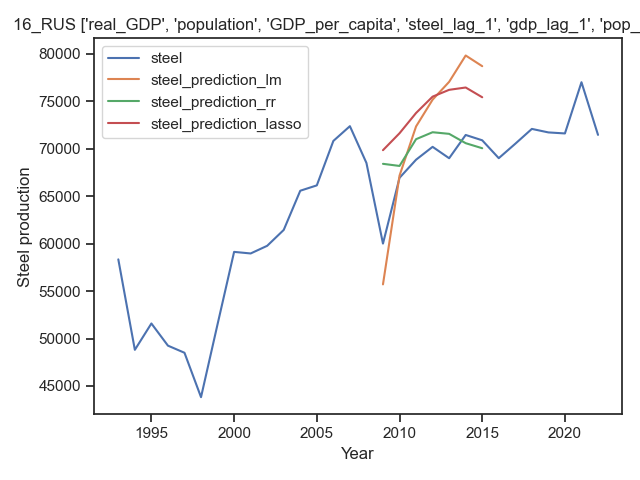 16_RUS ['real_GDP', 'population', 'GDP_per_capita', 'steel_lag_1', 'gdp_lag_1', 'pop_
80000
75000
70000
65000
60000
55000
50000
45000
Steel production
steel
steel_prediction_lm
steel_prediction_rr
steel_prediction_lasso
1995
2000
2005
2010
2015
2020
Year